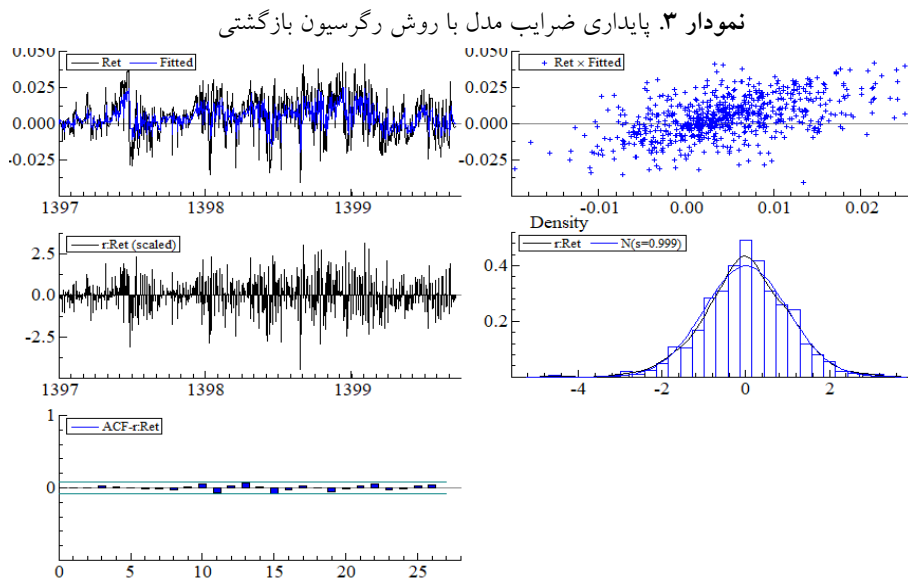 نمودار ۳. پایداری ضرایب مدل با روش رگرسیون بازگشتی
0.050
Ret Fitted
0.025
0.000
-0.025
1397 1398 1399
0.050
Ret × Fitted
0.025
0.000
-0.025
-0.01 0.00 0.01 0.02
r:Ret (scaled)
2.5
0.0
-2.5
1397 1398 1399
Density
r:Ret N(s=0.999)
0.4
0.2
-4 -2 0 2
1
ACF-r:Ret
0
0 5 10 15 20 25